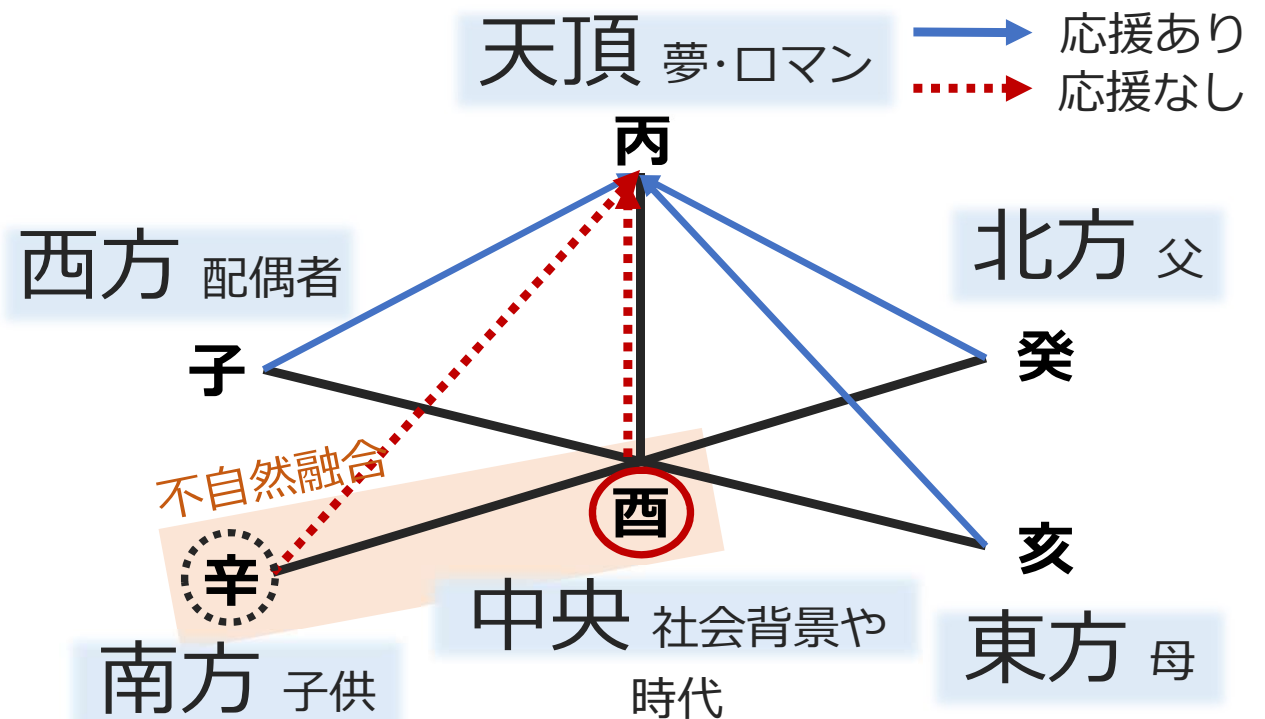 天頂 夢・ロマン
応援あり
応援なし
丙
西方 配偶者
北方 父
子
癸
不自然融合
酉
辛
亥
中央 社会背景や
時代
東方 母
南方 子供